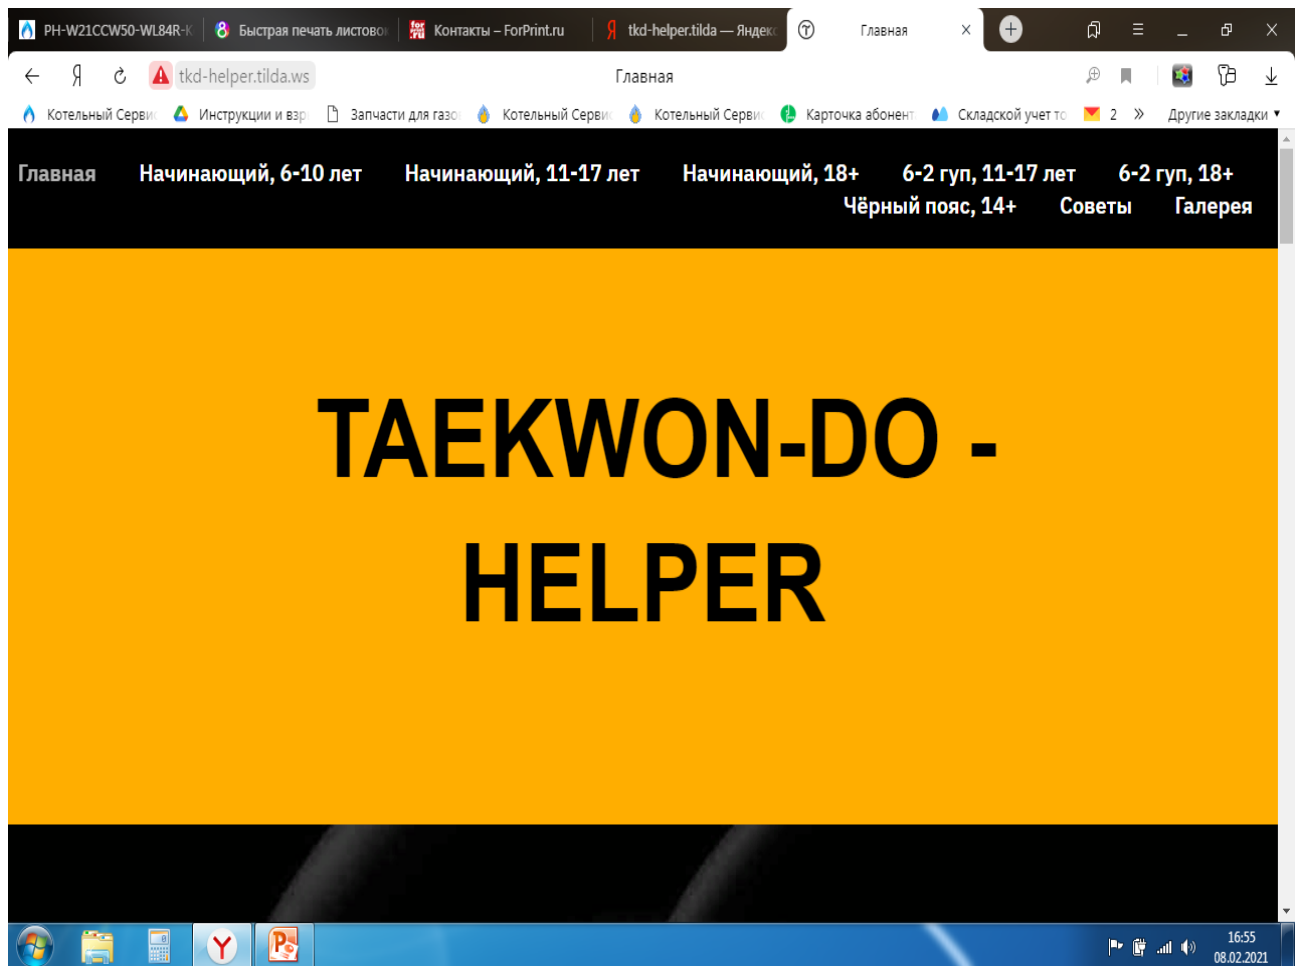 PH-W21CCW50-WL84R-K Быстрая печать листово Контакты – ForPrint.ru tkd-helper.tilda — Яндекс Главная
tkd-helper.tilda.ws Главная
Котельный Сервис Инструкции и взр Запчасти для газо Котельный Сервис Котельный Сервис Карточка абонент Складской учет то 2 Другие закладки
Главная Начинающий, 6-10 лет Начинающий, 11-17 лет Начинающий, 18+ 6-2 гуп, 11-17 лет 6-2 гуп, 18+
Чёрный пояс, 14+ Советы Галерея
TAEKWON-DO -
HELPER
16:55
08.02.2021